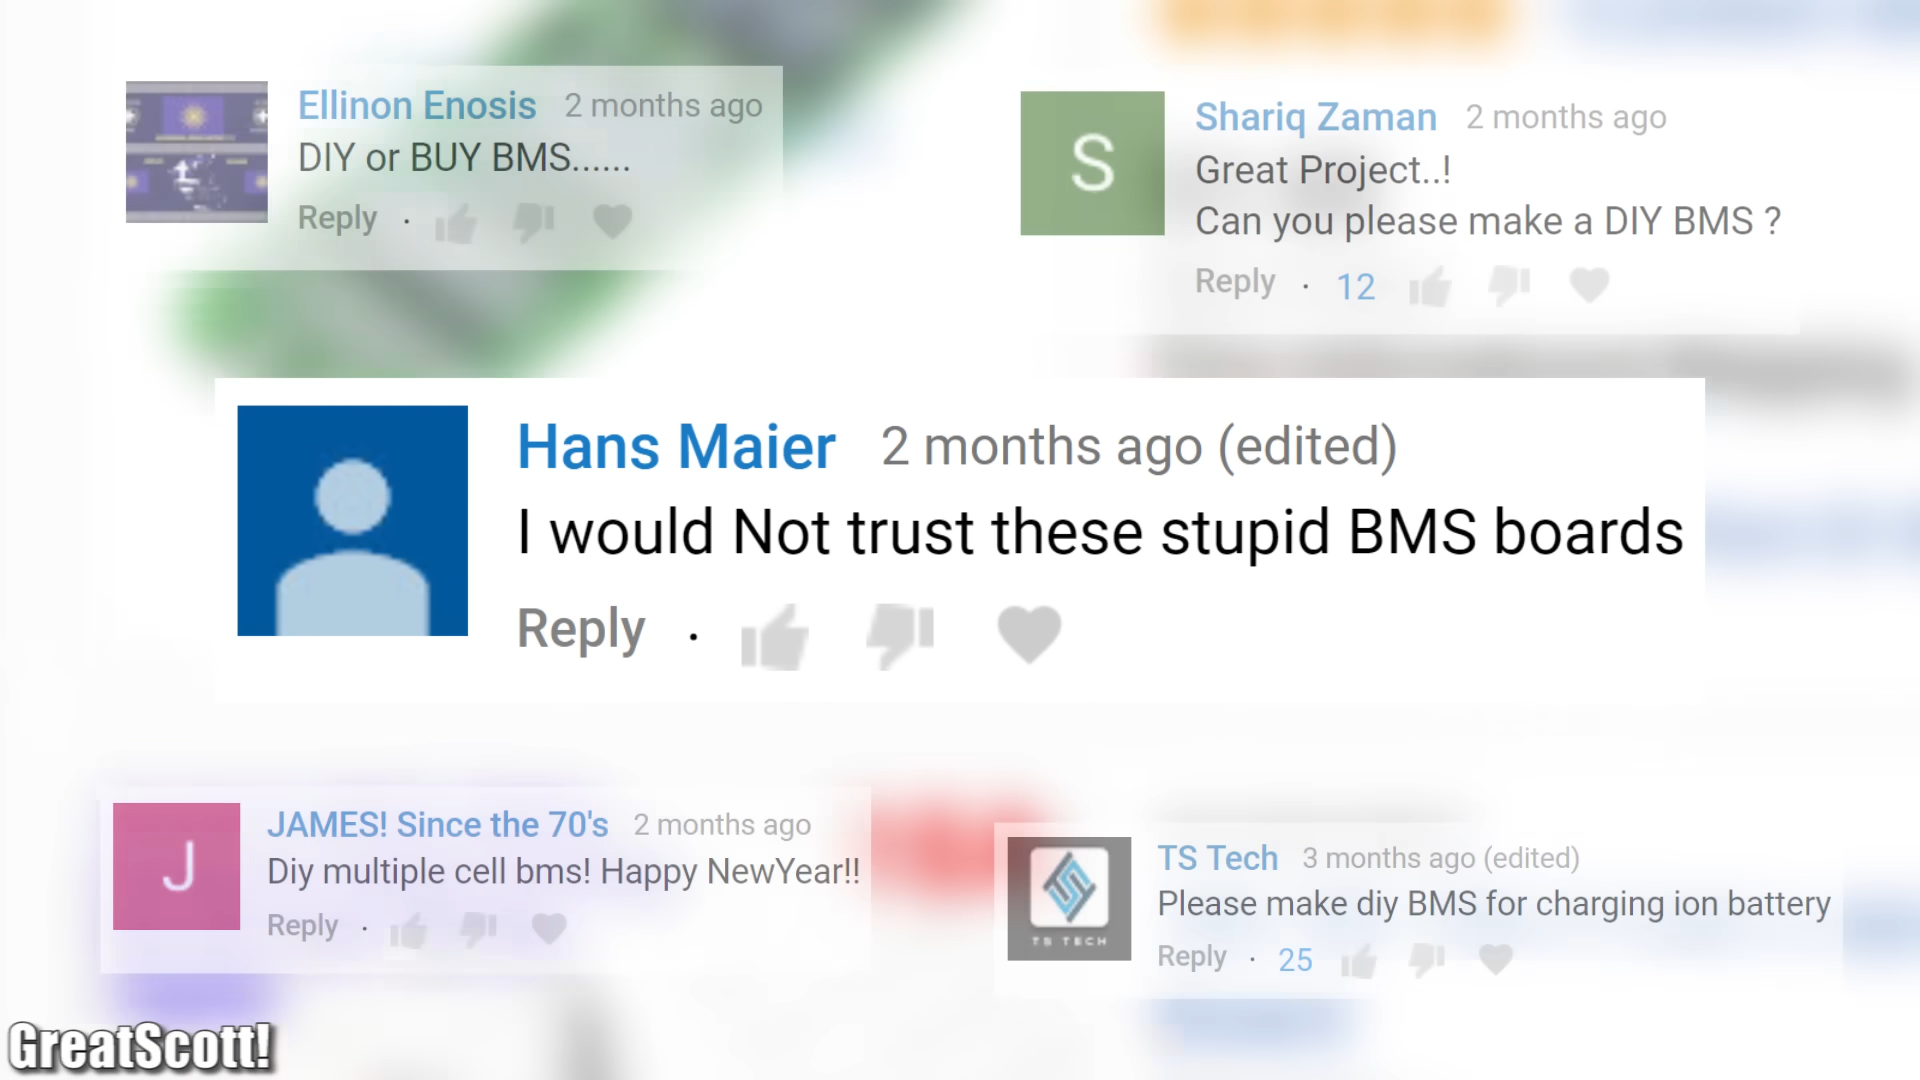 Ellinon Enosis 2 months ago
DIY or BUY BMS......
Reply ·
S
Shariq Zaman 2 months ago
Great Project..!
Can you please make a DIY BMS ?
Reply · 12
Hans Maier 2 months ago (edited)
I would Not trust these stupid BMS boards
Reply ·
J
JAMES! Since the 70's 2 months ago
Diy multiple cell bms! Happy NewYear!!
Reply ·
TS TECH
TS Tech 3 months ago (edited)
Please make diy BMS for charging ion battery
Reply · 25
GreatScott!